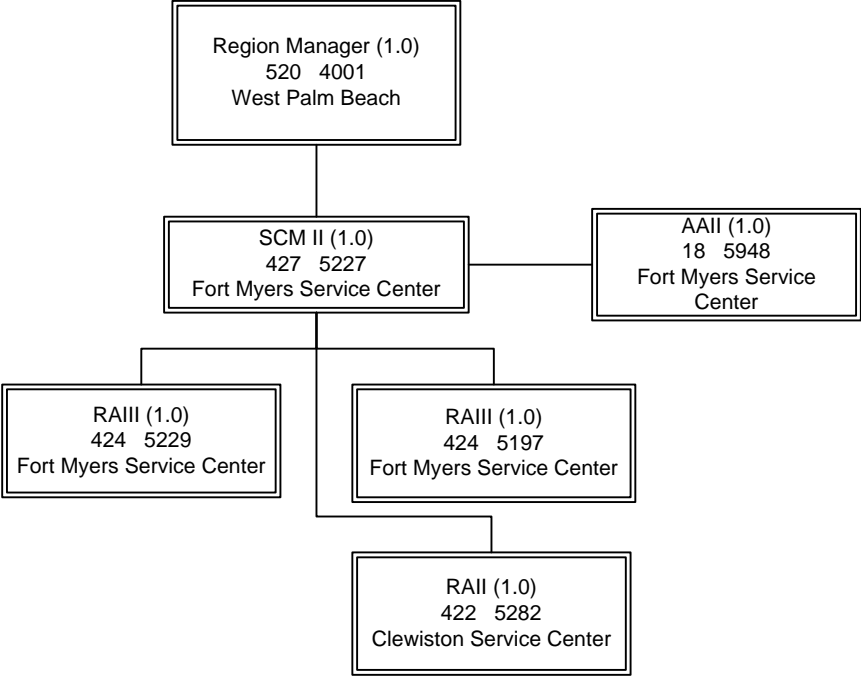 Region Manager (1.0)
520 4001
West Palm Beach
SCM II (1.0)
427 5227
Fort Myers Service Center
AAII (1.0)
18 5948
Fort Myers Service
Center
RAIII (1.0)
424 5229
Fort Myers Service Center
RAIII (1.0)
424 5197
Fort Myers Service Center
RAII (1.0)
422 5282
Clewiston Service Center